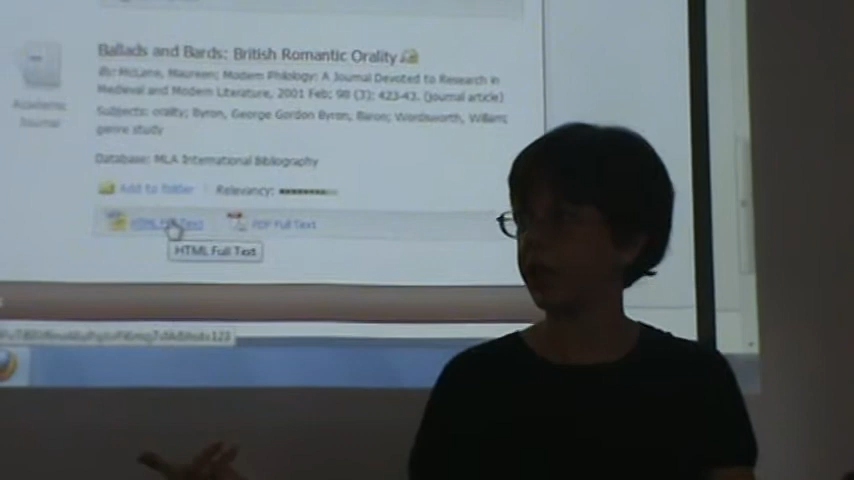 Ballads and Bards: British Romantic Orality
By: McLane, Maureen; Modern Philology: A Journal Devoted to Research in
Medieval and Modern Literature, 2001 Feb; 98 (3): 423-43. (journal article)
Academic
Journal
Subjects: orality; Byron, George Gordon Byron, Baron; Wordsworth, William;
genre study
Database: MLA International Bibliography
Add to folder Relevancy:
HTML Full Text PDF Full Text
HTML Full Text